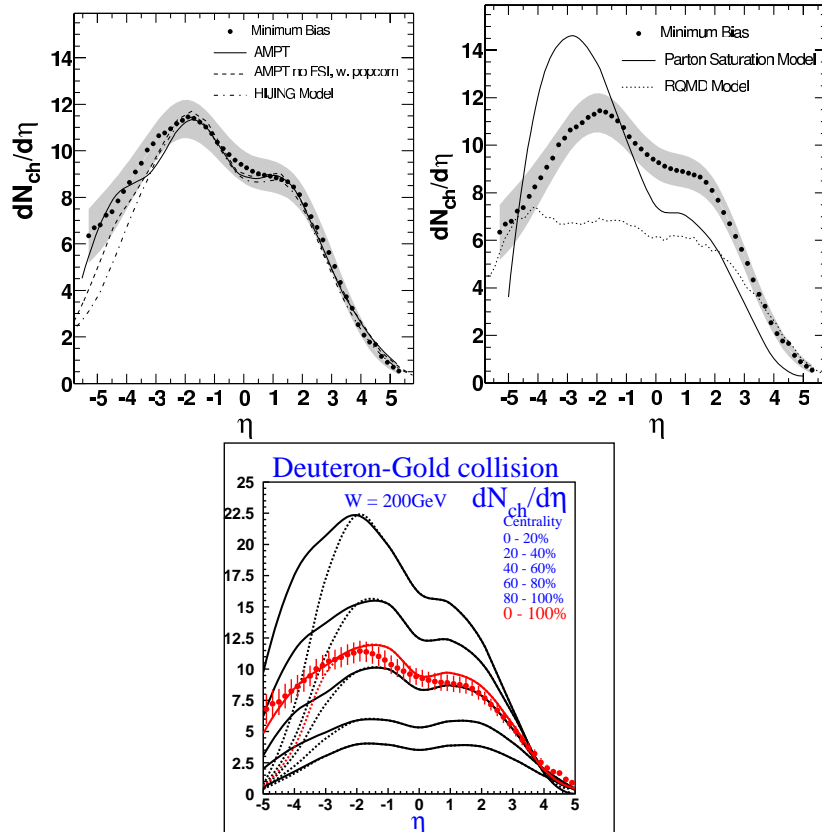 Minimum Bias
AMPT
AMPT no FSI, w. popcorn
HIJING Model
dN_ch/dη
14
12
10
8
6
4
2
0
-5 -4 -3 -2 -1 0 1 2 3 4 5
η
Minimum Bias
Parton Saturation Model
RQMD Model
dN_ch/dη
14
12
10
8
6
4
2
0
-5 -4 -3 -2 -1 0 1 2 3 4 5
η
Deuteron-Gold collision
W = 200GeV
dN_ch/dη
Centrality
0 - 20%
20 - 40%
40 - 60%
60 - 80%
80 - 100%
0 - 100%
25
22.5
20
17.5
15
12.5
10
7.5
5
2.5
0
-5 -4 -3 -2 -1 0 1 2 3 4 5
η